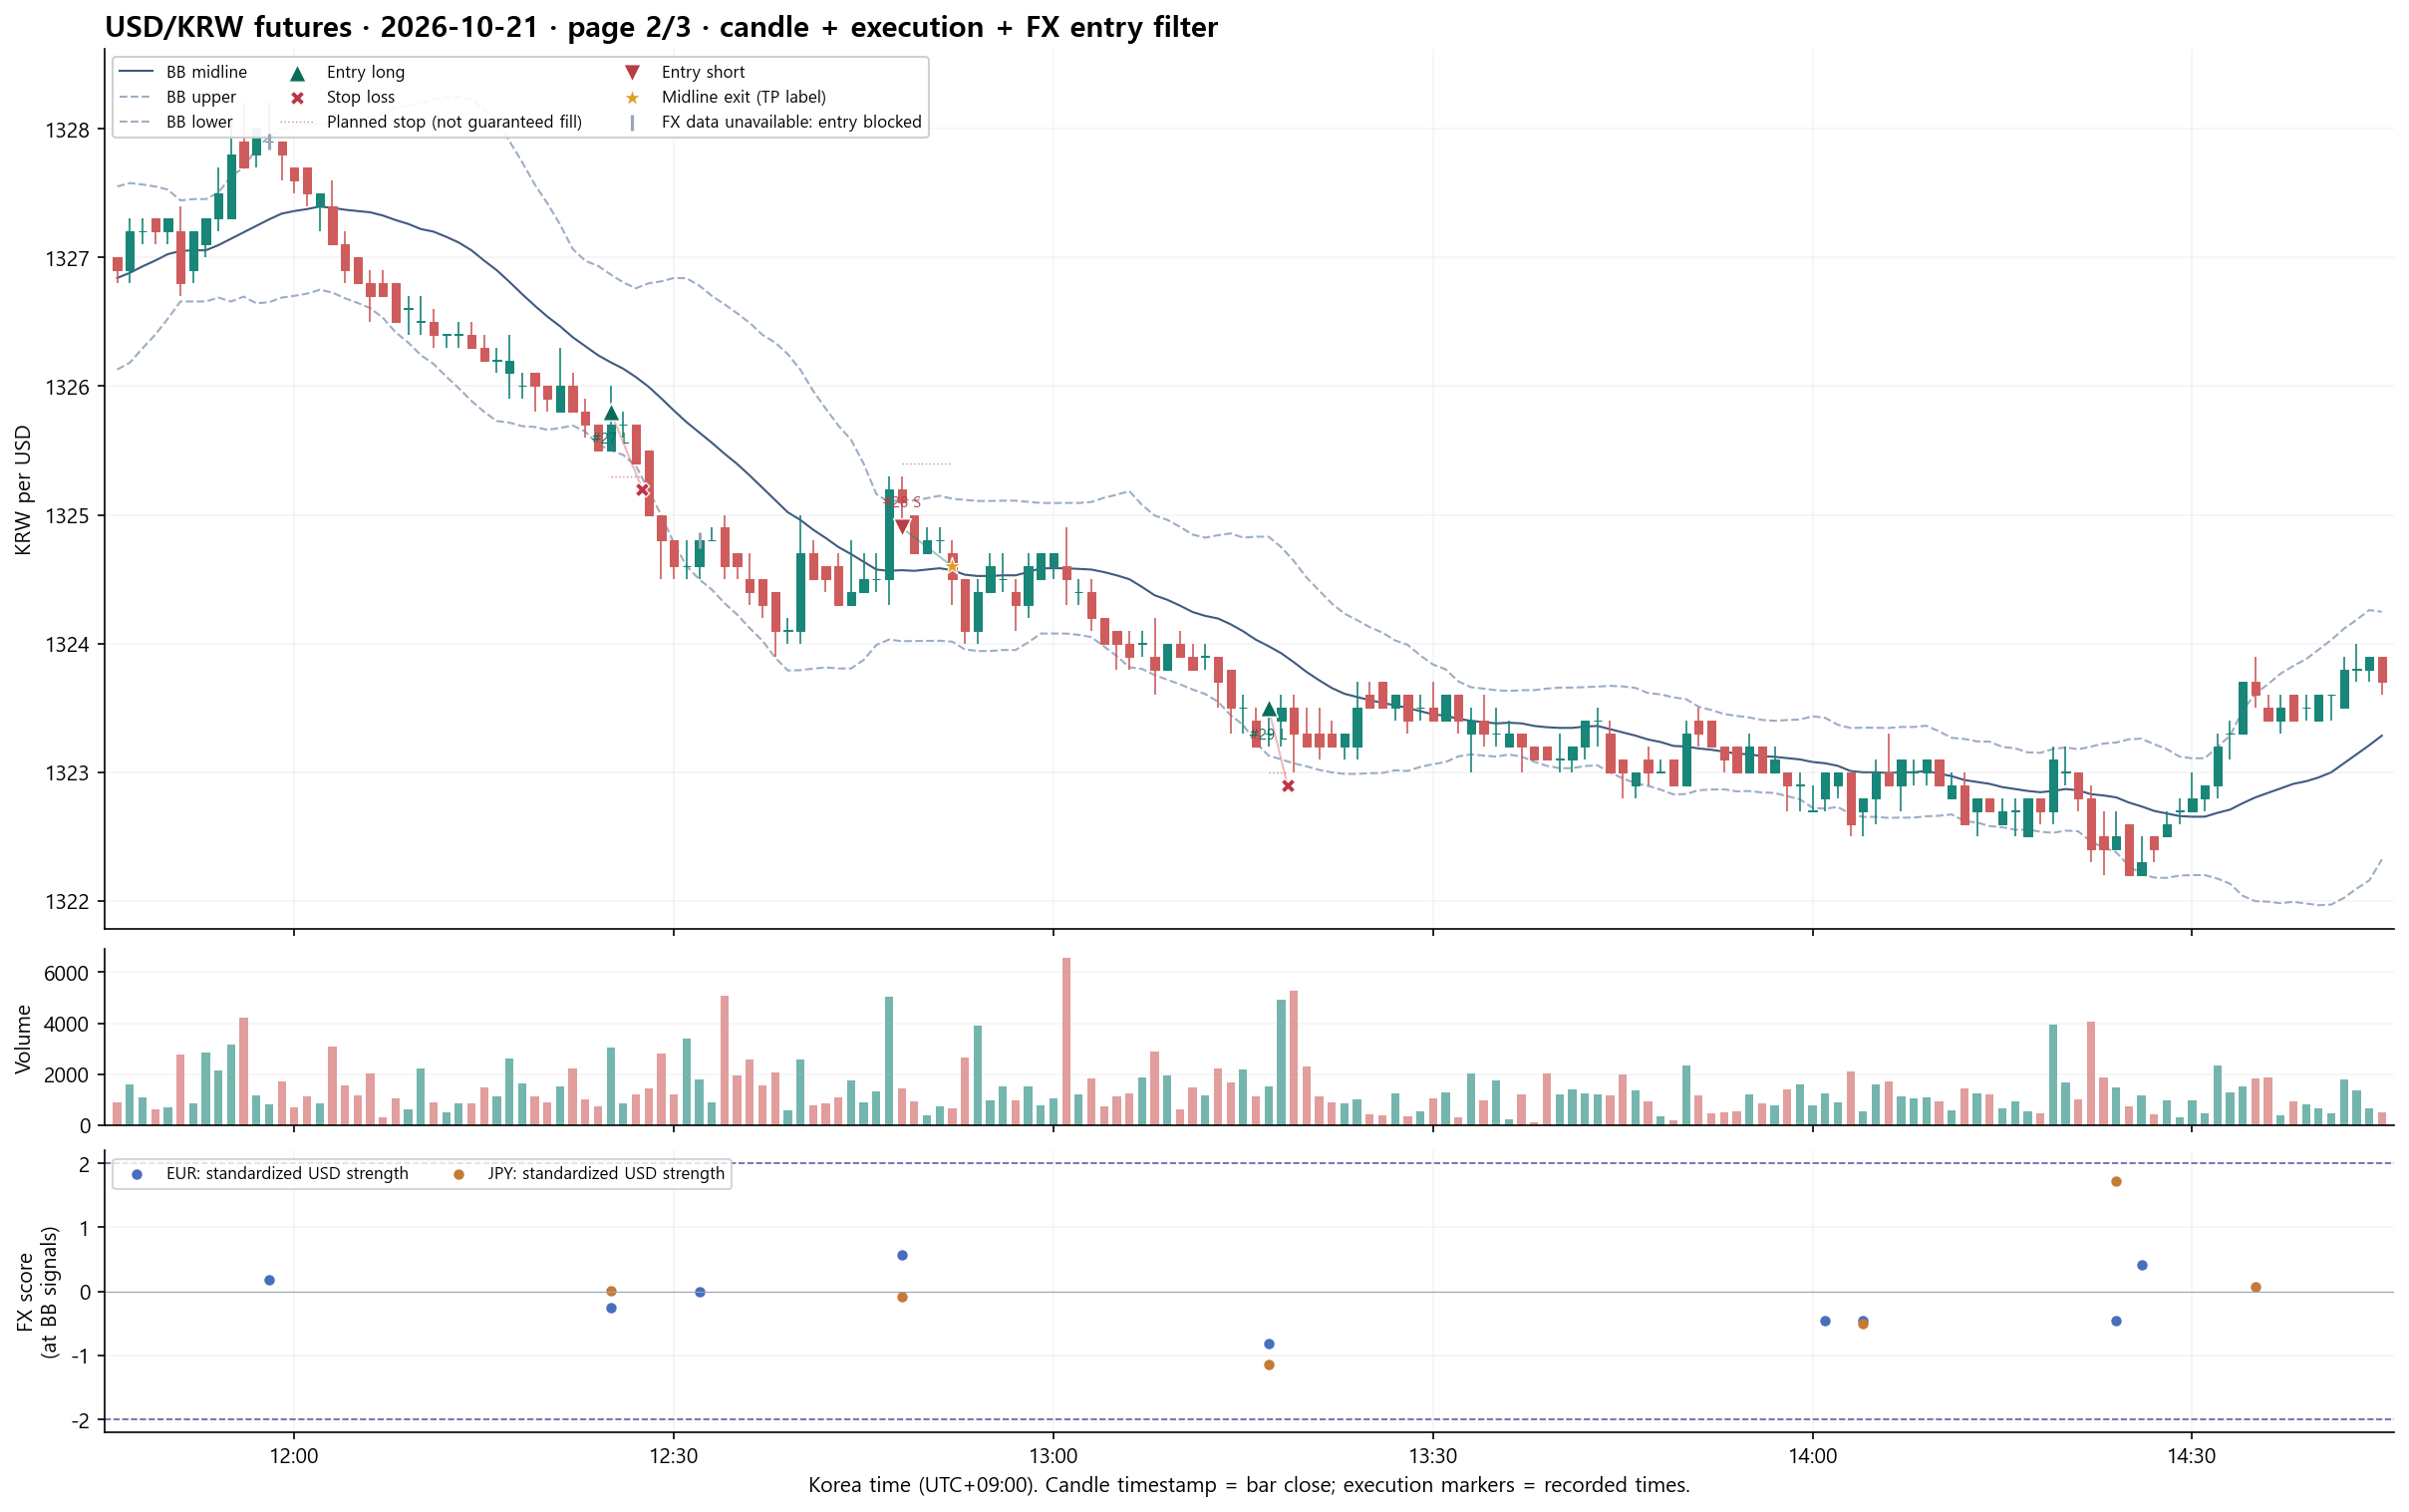 USD/KRW futures · 2026-10-21 · page 2/3 · candle + execution + FX entry filter
BB midline
BB upper
BB lower
Entry long
Stop loss
Planned stop (not guaranteed fill)
Entry short
Midline exit (TP label)
FX data unavailable: entry blocked
KRW per USD
1328
1327
1326
1325
1324
1323
1322
#28 S
#29 L
Volume
6000
4000
2000
0
EUR: standardized USD strength
JPY: standardized USD strength
FX score
(at BB signals)
2
1
0
-1
-2
12:00
12:30
13:00
13:30
14:00
14:30
Korea time (UTC+09:00). Candle timestamp = bar close; execution markers = recorded times.